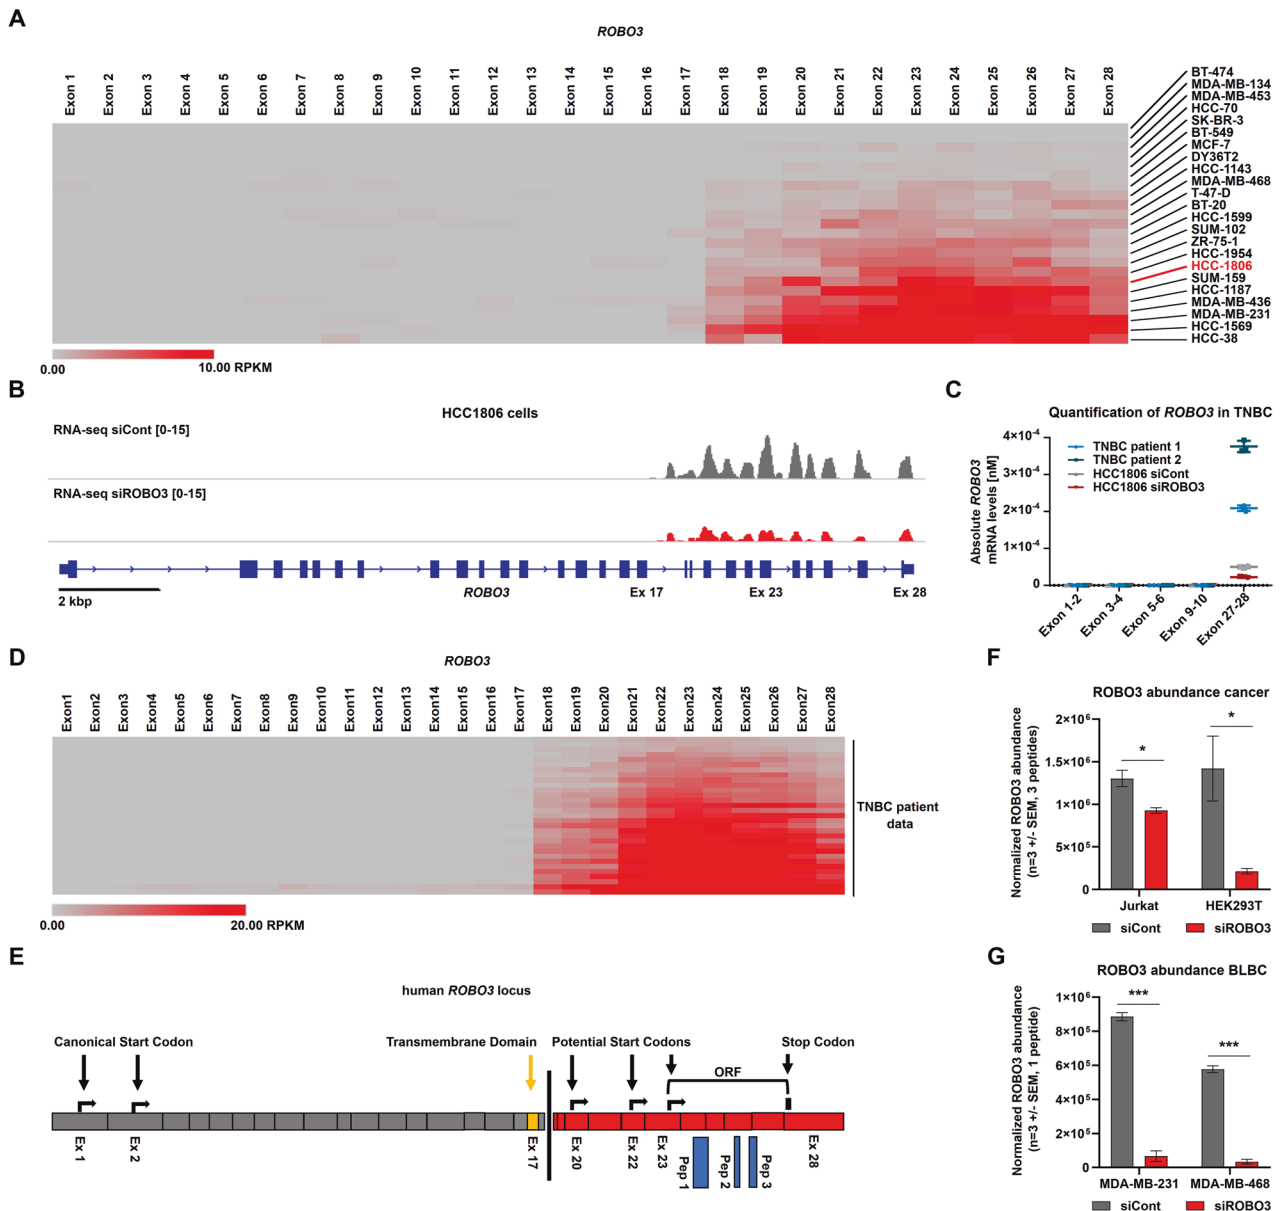 A
ROBO3
Exon 1
Exon 2
Exon 3
Exon 4
Exon 5
Exon 6
Exon 7
Exon 8
Exon 9
Exon 10
Exon 11
Exon 12
Exon 13
Exon 14
Exon 15
Exon 16
Exon 17
Exon 18
Exon 19
Exon 20
Exon 21
Exon 22
Exon 23
Exon 24
Exon 25
Exon 26
Exon 27
Exon 28
BT-474
MDA-MB-134
MDA-MB-453
HCC-70
SK-BR-3
BT-549
MCF-7
DY36T2
HCC-1143
MDA-MB-468
T-47-D
BT-20
HCC-1599
SUM-102
ZR-75-1
HCC-1954
HCC-1806
SUM-159
HCC-1187
MDA-MB-436
MDA-MB-231
HCC-1569
HCC-38
0.00
10.00 RPKM
B
HCC1806 cells
RNA-seq siCont [0-15]
RNA-seq siROBO3 [0-15]
2 kbp
ROBO3
Ex 17
Ex 23
Ex 28
C
Quantification of ROBO3 in TNBC
Absolute ROBO3
mRNA levels [nM]
4×10⁻⁴
3×10⁻⁴
2×10⁻⁴
1×10⁻⁴
0
TNBC patient 1
TNBC patient 2
HCC1806 siCont
HCC1806 siROBO3
Exon 1-2
Exon 3-4
Exon 5-6
Exon 9-10
Exon 27-28
D
ROBO3
Exon1
Exon2
Exon3
Exon4
Exon5
Exon6
Exon7
Exon8
Exon9
Exon10
Exon11
Exon12
Exon13
Exon14
Exon15
Exon16
Exon17
Exon18
Exon19
Exon20
Exon21
Exon22
Exon23
Exon24
Exon25
Exon26
Exon27
Exon28
TNBC patient
data
0.00
20.00 RPKM
E
human ROBO3 locus
Canonical Start Codon
Transmembrane Domain
Potential Start Codons
Stop Codon
ORF
Ex 1
Ex 2
Ex 17
Ex 20
Ex 22
Ex 23
Pep 1
Pep 2
Pep 3
Ex 28
F
ROBO3 abundance cancer
Normalized ROBO3 abundance
(n=3 +/- SEM, 3 peptides)
2×10⁶
1.5×10⁶
1×10⁶
5×10⁵
0
*
*
Jurkat
HEK293T
siCont
siROBO3
G
ROBO3 abundance BLBC
Normalized ROBO3 abundance
(n=3 +/- SEM, 1 peptide)
1×10⁶
8×10⁵
6×10⁵
4×10⁵
2×10⁵
0
***
***
MDA-MB-231
MDA-MB-468
siCont
siROBO3